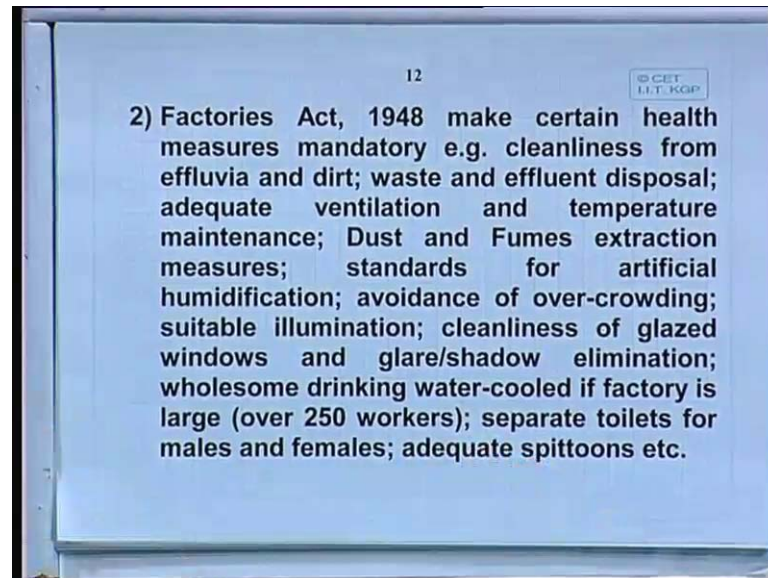 12
© CET
I.I.T. KGP
2) Factories Act, 1948 make certain health
measures mandatory e.g. cleanliness from
effluvia and dirt; waste and effluent disposal;
adequate ventilation and temperature
maintenance; Dust and Fumes extraction
measures; standards for artificial
humidification; avoidance of over-crowding;
suitable illumination; cleanliness of glazed
windows and glare/shadow elimination;
wholesome drinking water-cooled if factory is
large (over 250 workers); separate toilets for
males and females; adequate spittoons etc.